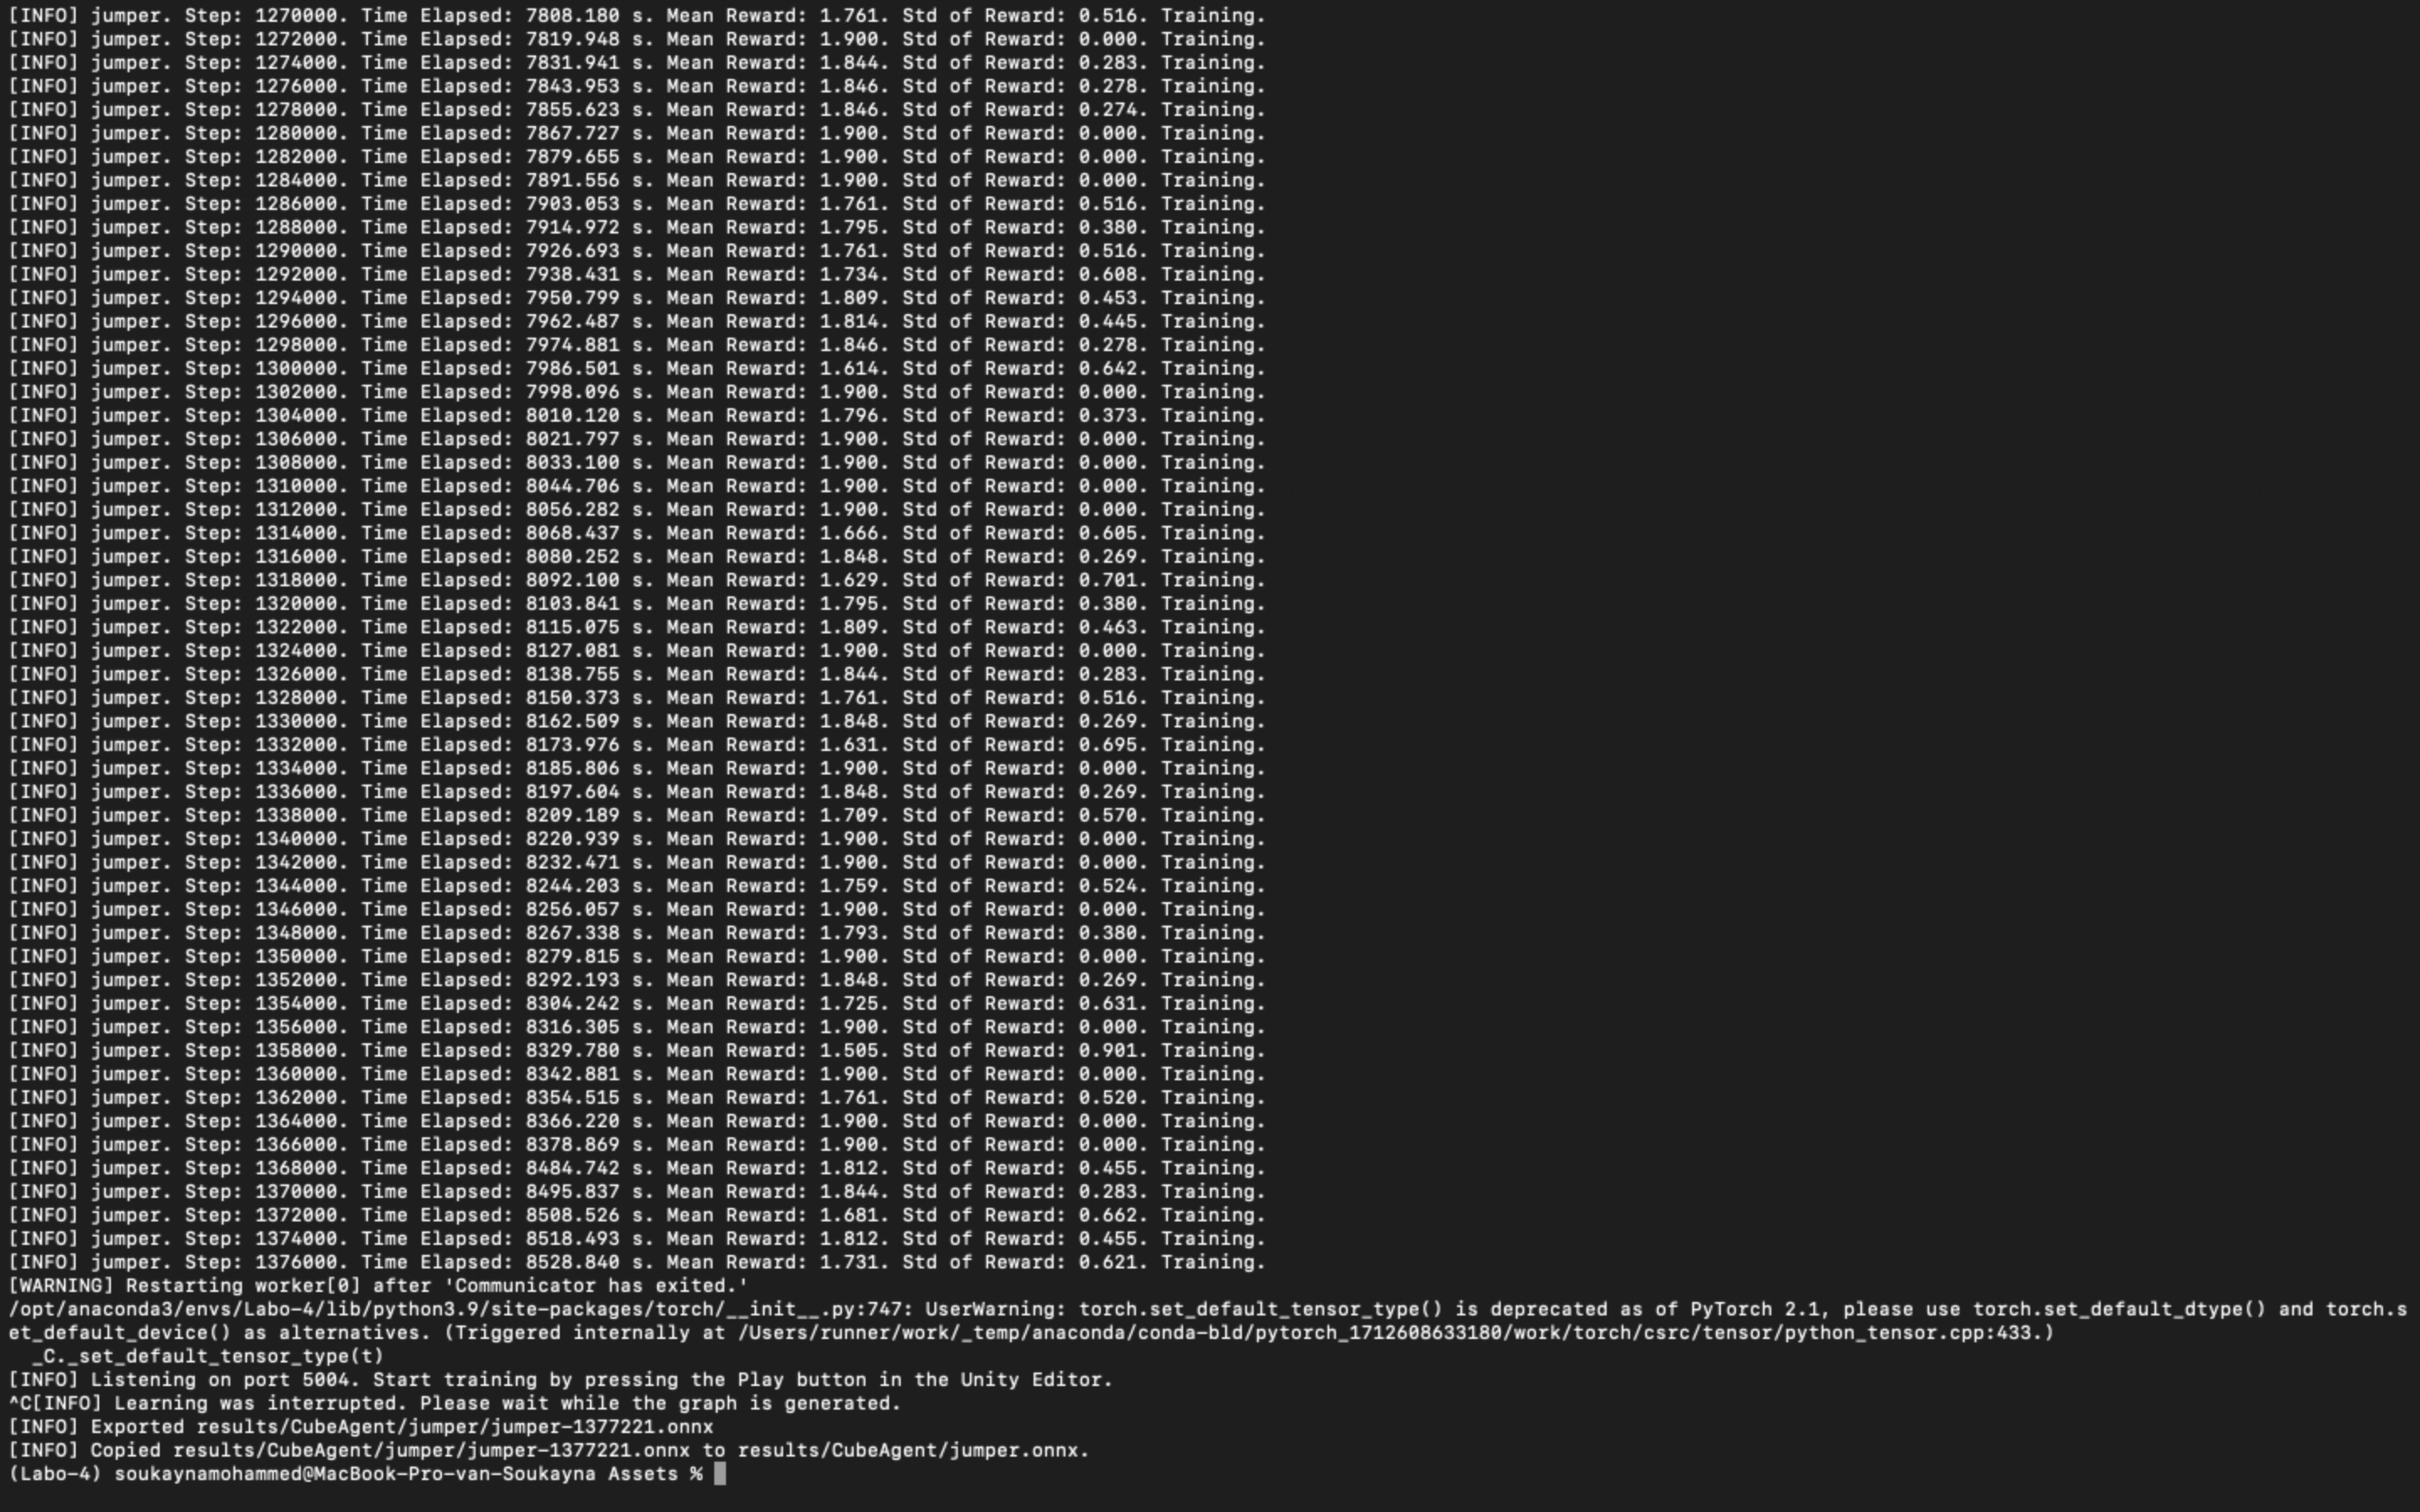 [INFO] jumper. Step: 1270000. Time Elapsed: 7808.180 s. Mean Reward: 1.761. Std of Reward: 0.516. Training.
[INFO] jumper. Step: 1272000. Time Elapsed: 7819.948 s. Mean Reward: 1.900. Std of Reward: 0.000. Training.
[INFO] jumper. Step: 1274000. Time Elapsed: 7831.941 s. Mean Reward: 1.844. Std of Reward: 0.283. Training.
[INFO] jumper. Step: 1276000. Time Elapsed: 7843.953 s. Mean Reward: 1.846. Std of Reward: 0.278. Training.
[INFO] jumper. Step: 1278000. Time Elapsed: 7855.623 s. Mean Reward: 1.846. Std of Reward: 0.274. Training.
[INFO] jumper. Step: 1280000. Time Elapsed: 7867.727 s. Mean Reward: 1.900. Std of Reward: 0.000. Training.
[INFO] jumper. Step: 1282000. Time Elapsed: 7879.655 s. Mean Reward: 1.900. Std of Reward: 0.000. Training.
[INFO] jumper. Step: 1284000. Time Elapsed: 7891.556 s. Mean Reward: 1.900. Std of Reward: 0.000. Training.
[INFO] jumper. Step: 1286000. Time Elapsed: 7903.053 s. Mean Reward: 1.761. Std of Reward: 0.516. Training.
[INFO] jumper. Step: 1288000. Time Elapsed: 7914.972 s. Mean Reward: 1.795. Std of Reward: 0.380. Training.
[INFO] jumper. Step: 1290000. Time Elapsed: 7926.693 s. Mean Reward: 1.761. Std of Reward: 0.516. Training.
[INFO] jumper. Step: 1292000. Time Elapsed: 7938.431 s. Mean Reward: 1.734. Std of Reward: 0.608. Training.
[INFO] jumper. Step: 1294000. Time Elapsed: 7950.799 s. Mean Reward: 1.809. Std of Reward: 0.453. Training.
[INFO] jumper. Step: 1296000. Time Elapsed: 7962.487 s. Mean Reward: 1.814. Std of Reward: 0.445. Training.
[INFO] jumper. Step: 1298000. Time Elapsed: 7974.881 s. Mean Reward: 1.846. Std of Reward: 0.278. Training.
[INFO] jumper. Step: 1300000. Time Elapsed: 7986.501 s. Mean Reward: 1.614. Std of Reward: 0.642. Training.
[INFO] jumper. Step: 1302000. Time Elapsed: 7998.096 s. Mean Reward: 1.900. Std of Reward: 0.000. Training.
[INFO] jumper. Step: 1304000. Time Elapsed: 8010.120 s. Mean Reward: 1.796. Std of Reward: 0.373. Training.
[INFO] jumper. Step: 1306000. Time Elapsed: 8021.797 s. Mean Reward: 1.900. Std of Reward: 0.000. Training.
[INFO] jumper. Step: 1308000. Time Elapsed: 8033.100 s. Mean Reward: 1.900. Std of Reward: 0.000. Training.
[INFO] jumper. Step: 1310000. Time Elapsed: 8044.706 s. Mean Reward: 1.900. Std of Reward: 0.000. Training.
[INFO] jumper. Step: 1312000. Time Elapsed: 8056.282 s. Mean Reward: 1.900. Std of Reward: 0.000. Training.
[INFO] jumper. Step: 1314000. Time Elapsed: 8068.437 s. Mean Reward: 1.666. Std of Reward: 0.605. Training.
[INFO] jumper. Step: 1316000. Time Elapsed: 8080.252 s. Mean Reward: 1.848. Std of Reward: 0.269. Training.
[INFO] jumper. Step: 1318000. Time Elapsed: 8092.100 s. Mean Reward: 1.629. Std of Reward: 0.701. Training.
[INFO] jumper. Step: 1320000. Time Elapsed: 8103.841 s. Mean Reward: 1.795. Std of Reward: 0.380. Training.
[INFO] jumper. Step: 1322000. Time Elapsed: 8115.075 s. Mean Reward: 1.809. Std of Reward: 0.463. Training.
[INFO] jumper. Step: 1324000. Time Elapsed: 8127.081 s. Mean Reward: 1.900. Std of Reward: 0.000. Training.
[INFO] jumper. Step: 1326000. Time Elapsed: 8138.755 s. Mean Reward: 1.844. Std of Reward: 0.283. Training.
[INFO] jumper. Step: 1328000. Time Elapsed: 8150.373 s. Mean Reward: 1.761. Std of Reward: 0.516. Training.
[INFO] jumper. Step: 1330000. Time Elapsed: 8162.509 s. Mean Reward: 1.848. Std of Reward: 0.269. Training.
[INFO] jumper. Step: 1332000. Time Elapsed: 8173.976 s. Mean Reward: 1.631. Std of Reward: 0.695. Training.
[INFO] jumper. Step: 1334000. Time Elapsed: 8185.806 s. Mean Reward: 1.900. Std of Reward: 0.000. Training.
[INFO] jumper. Step: 1336000. Time Elapsed: 8197.604 s. Mean Reward: 1.848. Std of Reward: 0.269. Training.
[INFO] jumper. Step: 1338000. Time Elapsed: 8209.189 s. Mean Reward: 1.709. Std of Reward: 0.570. Training.
[INFO] jumper. Step: 1340000. Time Elapsed: 8220.939 s. Mean Reward: 1.900. Std of Reward: 0.000. Training.
[INFO] jumper. Step: 1342000. Time Elapsed: 8232.471 s. Mean Reward: 1.900. Std of Reward: 0.000. Training.
[INFO] jumper. Step: 1344000. Time Elapsed: 8244.203 s. Mean Reward: 1.759. Std of Reward: 0.524. Training.
[INFO] jumper. Step: 1346000. Time Elapsed: 8256.057 s. Mean Reward: 1.900. Std of Reward: 0.000. Training.
[INFO] jumper. Step: 1348000. Time Elapsed: 8267.338 s. Mean Reward: 1.793. Std of Reward: 0.380. Training.
[INFO] jumper. Step: 1350000. Time Elapsed: 8279.815 s. Mean Reward: 1.900. Std of Reward: 0.000. Training.
[INFO] jumper. Step: 1352000. Time Elapsed: 8292.193 s. Mean Reward: 1.848. Std of Reward: 0.269. Training.
[INFO] jumper. Step: 1354000. Time Elapsed: 8304.242 s. Mean Reward: 1.725. Std of Reward: 0.631. Training.
[INFO] jumper. Step: 1356000. Time Elapsed: 8316.305 s. Mean Reward: 1.900. Std of Reward: 0.000. Training.
[INFO] jumper. Step: 1358000. Time Elapsed: 8329.780 s. Mean Reward: 1.505. Std of Reward: 0.901. Training.
[INFO] jumper. Step: 1360000. Time Elapsed: 8342.881 s. Mean Reward: 1.900. Std of Reward: 0.000. Training.
[INFO] jumper. Step: 1362000. Time Elapsed: 8354.515 s. Mean Reward: 1.761. Std of Reward: 0.520. Training.
[INFO] jumper. Step: 1364000. Time Elapsed: 8366.220 s. Mean Reward: 1.900. Std of Reward: 0.000. Training.
[INFO] jumper. Step: 1366000. Time Elapsed: 8378.869 s. Mean Reward: 1.900. Std of Reward: 0.000. Training.
[INFO] jumper. Step: 1368000. Time Elapsed: 8484.742 s. Mean Reward: 1.812. Std of Reward: 0.455. Training.
[INFO] jumper. Step: 1370000. Time Elapsed: 8495.837 s. Mean Reward: 1.844. Std of Reward: 0.283. Training.
[INFO] jumper. Step: 1372000. Time Elapsed: 8508.526 s. Mean Reward: 1.681. Std of Reward: 0.662. Training.
[INFO] jumper. Step: 1374000. Time Elapsed: 8518.493 s. Mean Reward: 1.812. Std of Reward: 0.455. Training.
[INFO] jumper. Step: 1376000. Time Elapsed: 8528.840 s. Mean Reward: 1.731. Std of Reward: 0.621. Training.
[WARNING] Restarting worker[0] after 'Communicator has exited.'
/opt/anaconda3/envs/Labo-4/lib/python3.9/site-packages/torch/__init__.py:747: UserWarning: torch.set_default_tensor_type() is deprecated as of PyTorch 2.1, please use torch.set_default_dtype() and torch.s
et_default_device() as alternatives. (Triggered internally at /Users/runner/work/_temp/anaconda/conda-bld/pytorch_1712608633180/work/torch/csrc/tensor/python_tensor.cpp:433.)
  _C._set_default_tensor_type(t)
[INFO] Listening on port 5004. Start training by pressing the Play button in the Unity Editor.
^C[INFO] Learning was interrupted. Please wait while the graph is generated.
[INFO] Exported results/CubeAgent/jumper/jumper-1377221.onnx
[INFO] Copied results/CubeAgent/jumper/jumper-1377221.onnx to results/CubeAgent/jumper.onnx.
(Labo-4) soukaynamohammed@MacBook-Pro-van-Soukayna Assets %